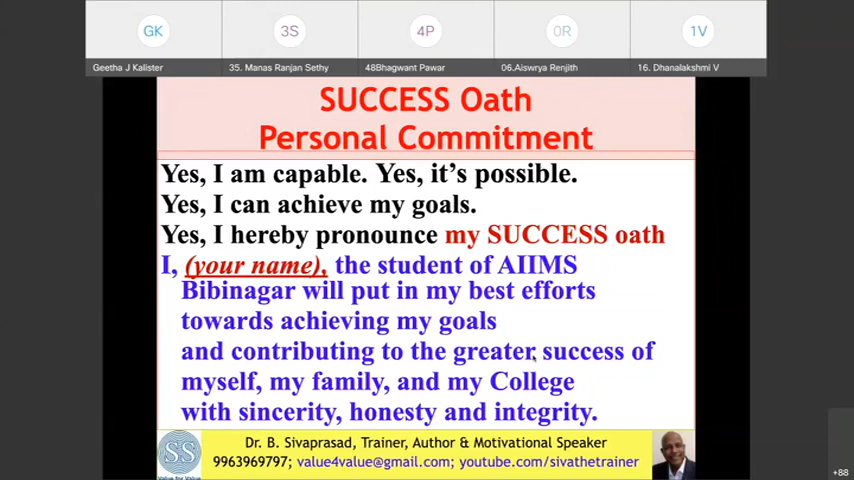 GK
3S
4P
0R
1V
Geetha J Kalister
35. Manas Ranjan Sethy
48Bhagwant Pawar
06.Aiswrya Renjith
16. Dhanalakshmi V
SUCCESS Oath
Personal Commitment
Yes, I am capable. Yes, it's possible.
Yes, I can achieve my goals.
Yes, I hereby pronounce my SUCCESS oath
I, (your name), the student of AIIMS
Bibinagar will put in my best efforts
towards achieving my goals
and contributing to the greater success of
myself, my family, and my College
with sincerity, honesty and integrity.
SS
Value for Value
Dr. B. Sivaprasad, Trainer, Author & Motivational Speaker
9963969797; value4value@gmail.com; youtube.com/sivathetrainer
+88